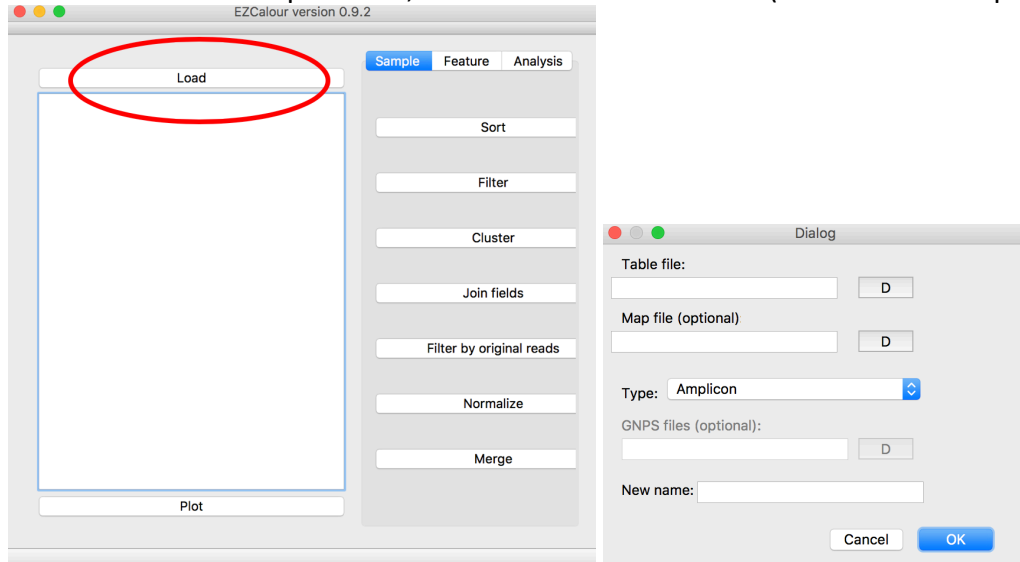 EZCalour version 0.9.2
Load
Plot
Sample Feature Analysis
Sort
Filter
Cluster
Join fields
Filter by original reads
Normalize
Merge
Dialog
Table file:
D
Map file (optional)
D
Type: Amplicon
GNPS files (optional):
D
New name:
Cancel OK